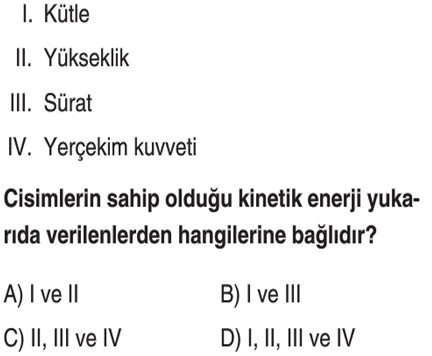 I. Kütle
II. Yükseklik
III. Sürat
IV. Yerçekim kuvveti
Cisimlerin sahip olduğu kinetik enerji yuka-
rıda verilenlerden hangilerine bağlıdır?
A) I ve II B) I ve III
C) II, III ve IV D) I, II, III ve IV